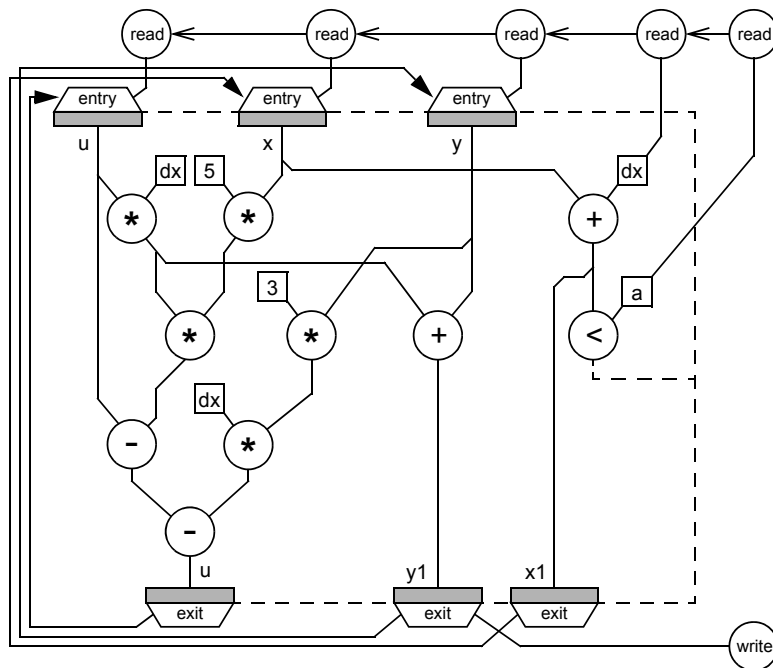 read read read read read
entry entry entry
u x y
dx 5 dx
* * +
3 a
* * + <
dx
- *
-
u y1 x1
exit exit exit
write